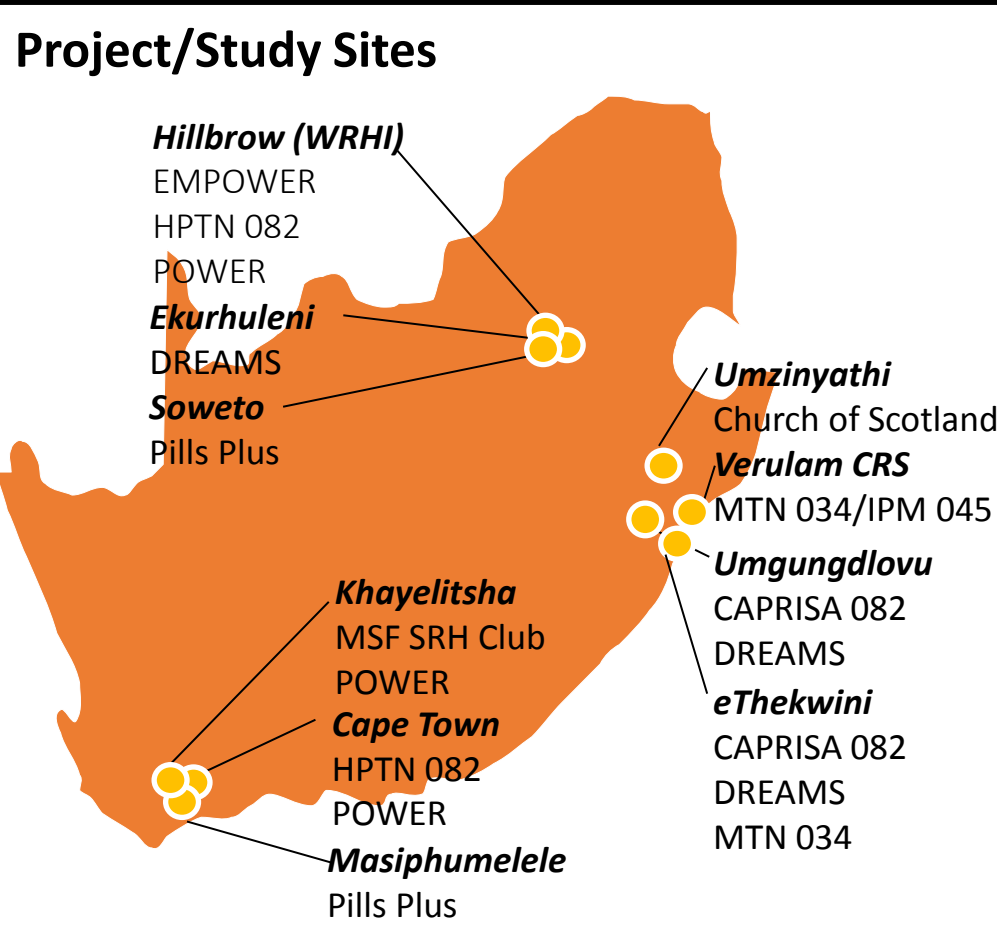 Project/Study Sites
Hillbrow (WRHI)
EMPOWER
HPTN 082
POWER
Ekurhuleni
DREAMS
Soweto
Pills Plus
Umzinyathi
Church of Scotland
Verulam CRS
MTN 034/IPM 045
Umgungdlovu
CAPRISA 082
DREAMS
eThekwini
CAPRISA 082
DREAMS
MTN 034
Khayelitsha
MSF SRH Club
POWER
Cape Town
HPTN 082
POWER
Masiphumelele
Pills Plus